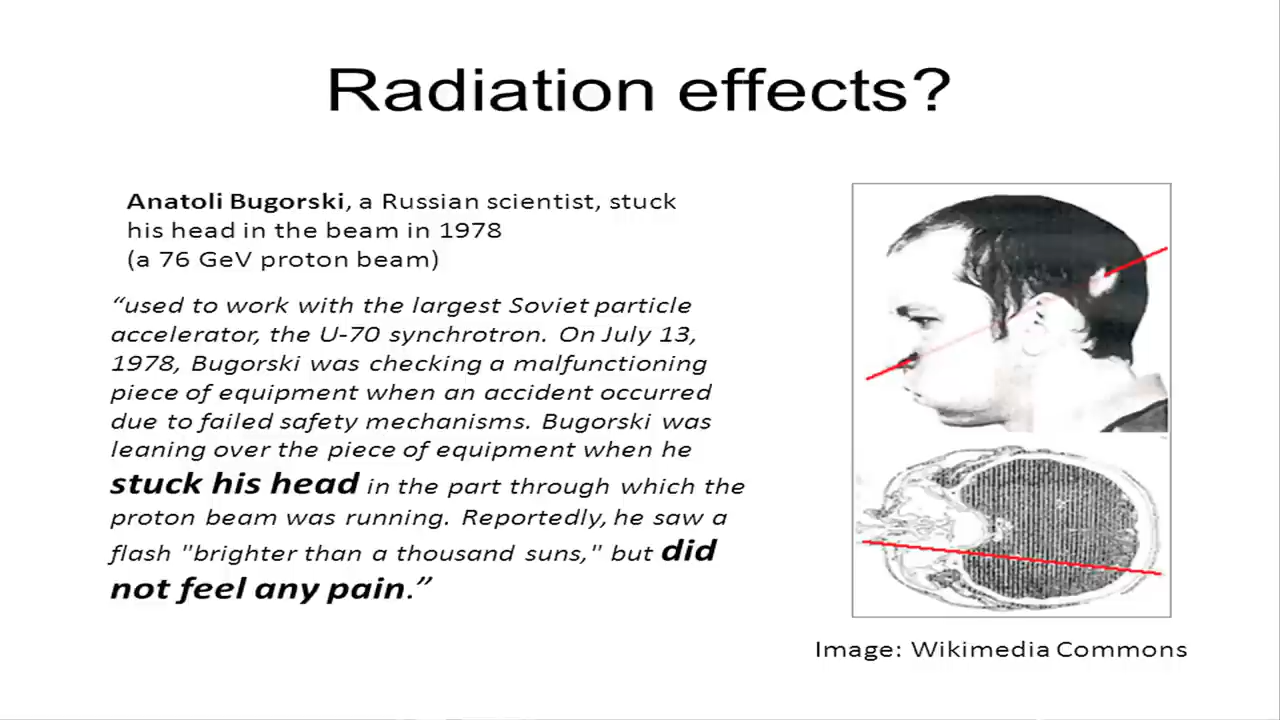 Radiation effects?
Anatoli Bugorski, a Russian scientist, stuck
his head in the beam in 1978
(a 76 GeV proton beam)
“used to work with the largest Soviet particle
accelerator, the U-70 synchrotron. On July 13,
1978, Bugorski was checking a malfunctioning
piece of equipment when an accident occurred
due to failed safety mechanisms. Bugorski was
leaning over the piece of equipment when he
stuck his head in the part through which the
proton beam was running. Reportedly, he saw a
flash "brighter than a thousand suns," but did
not feel any pain.”
Image: Wikimedia Commons